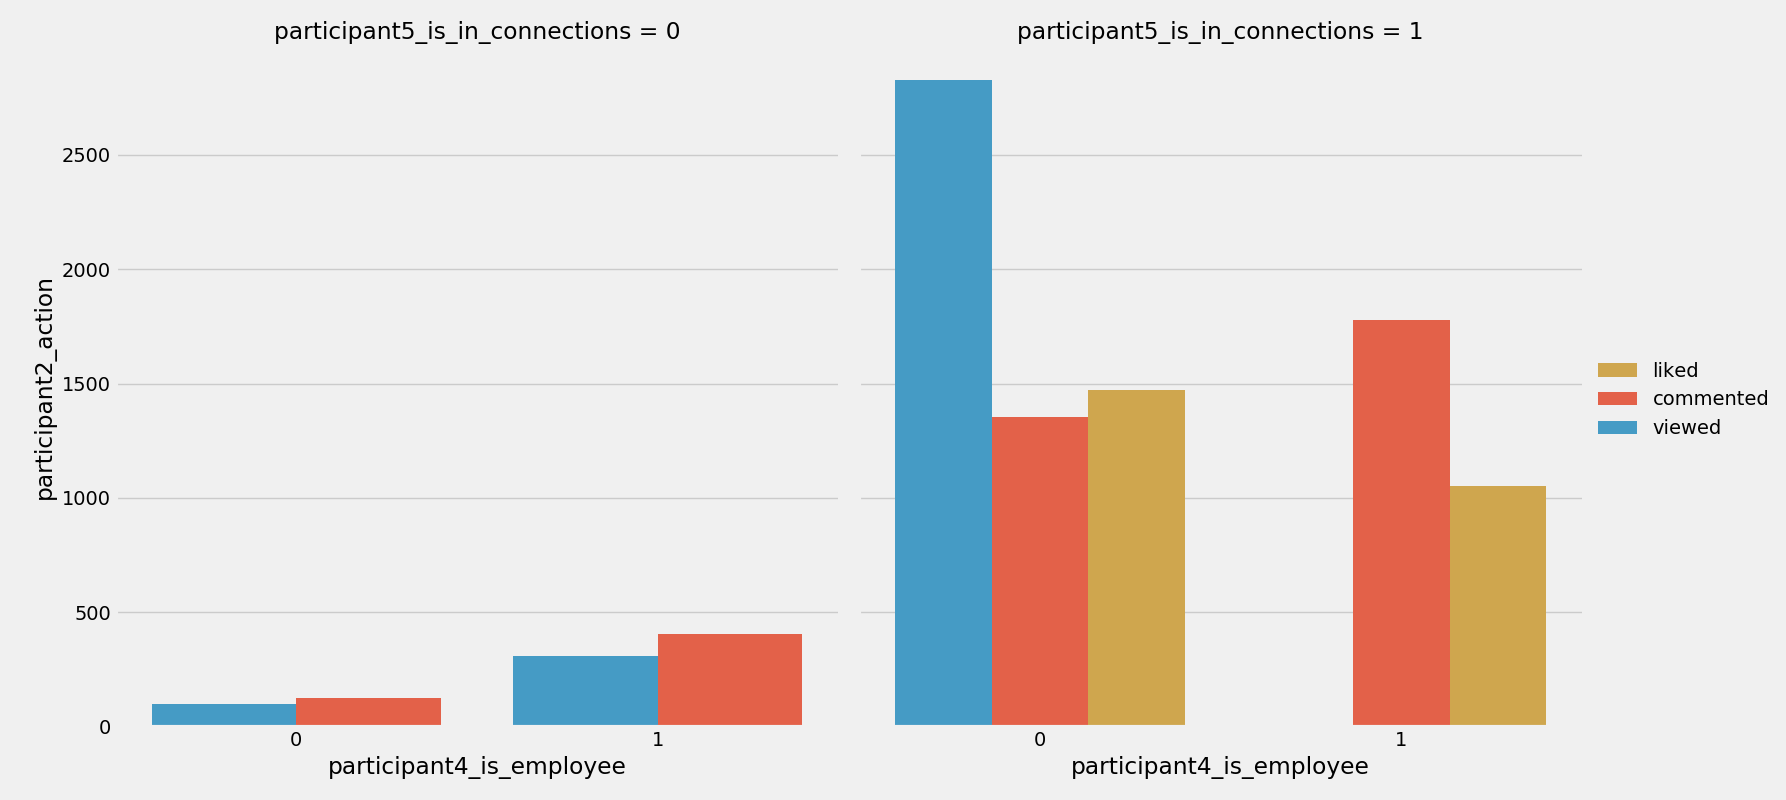 participant5_is_in_connections = 0
participant5_is_in_connections = 1
participant2_action
2500
2000
1500
1000
500
0
0 1
0 1
participant4_is_employee
participant4_is_employee
liked
commented
viewed